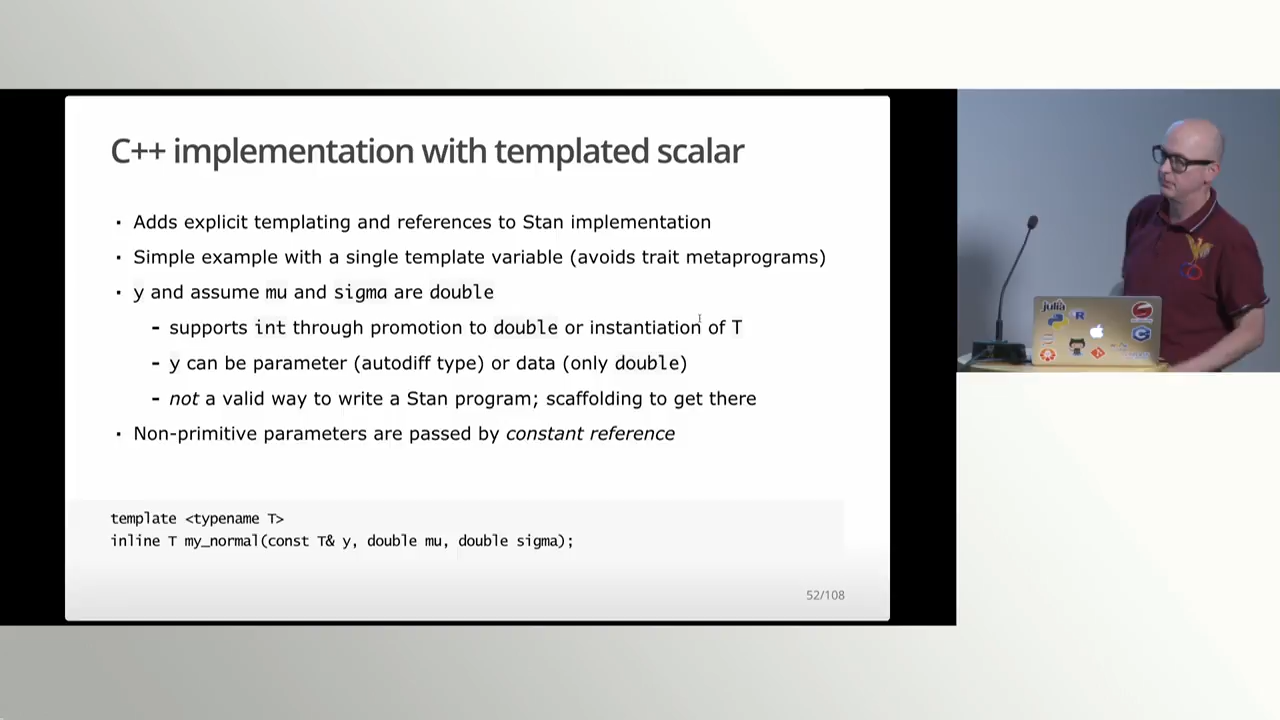 C++ implementation with templated scalar
· Adds explicit templating and references to Stan implementation
· Simple example with a single template variable (avoids trait metaprograms)
· y and assume mu and sigma are double
- supports int through promotion to double or instantiation of T
- y can be parameter (autodiff type) or data (only double)
- not a valid way to write a Stan program; scaffolding to get there
· Non-primitive parameters are passed by constant reference
template <typename T>
inline T my_normal(const T& y, double mu, double sigma);
52/108
julia
R
C